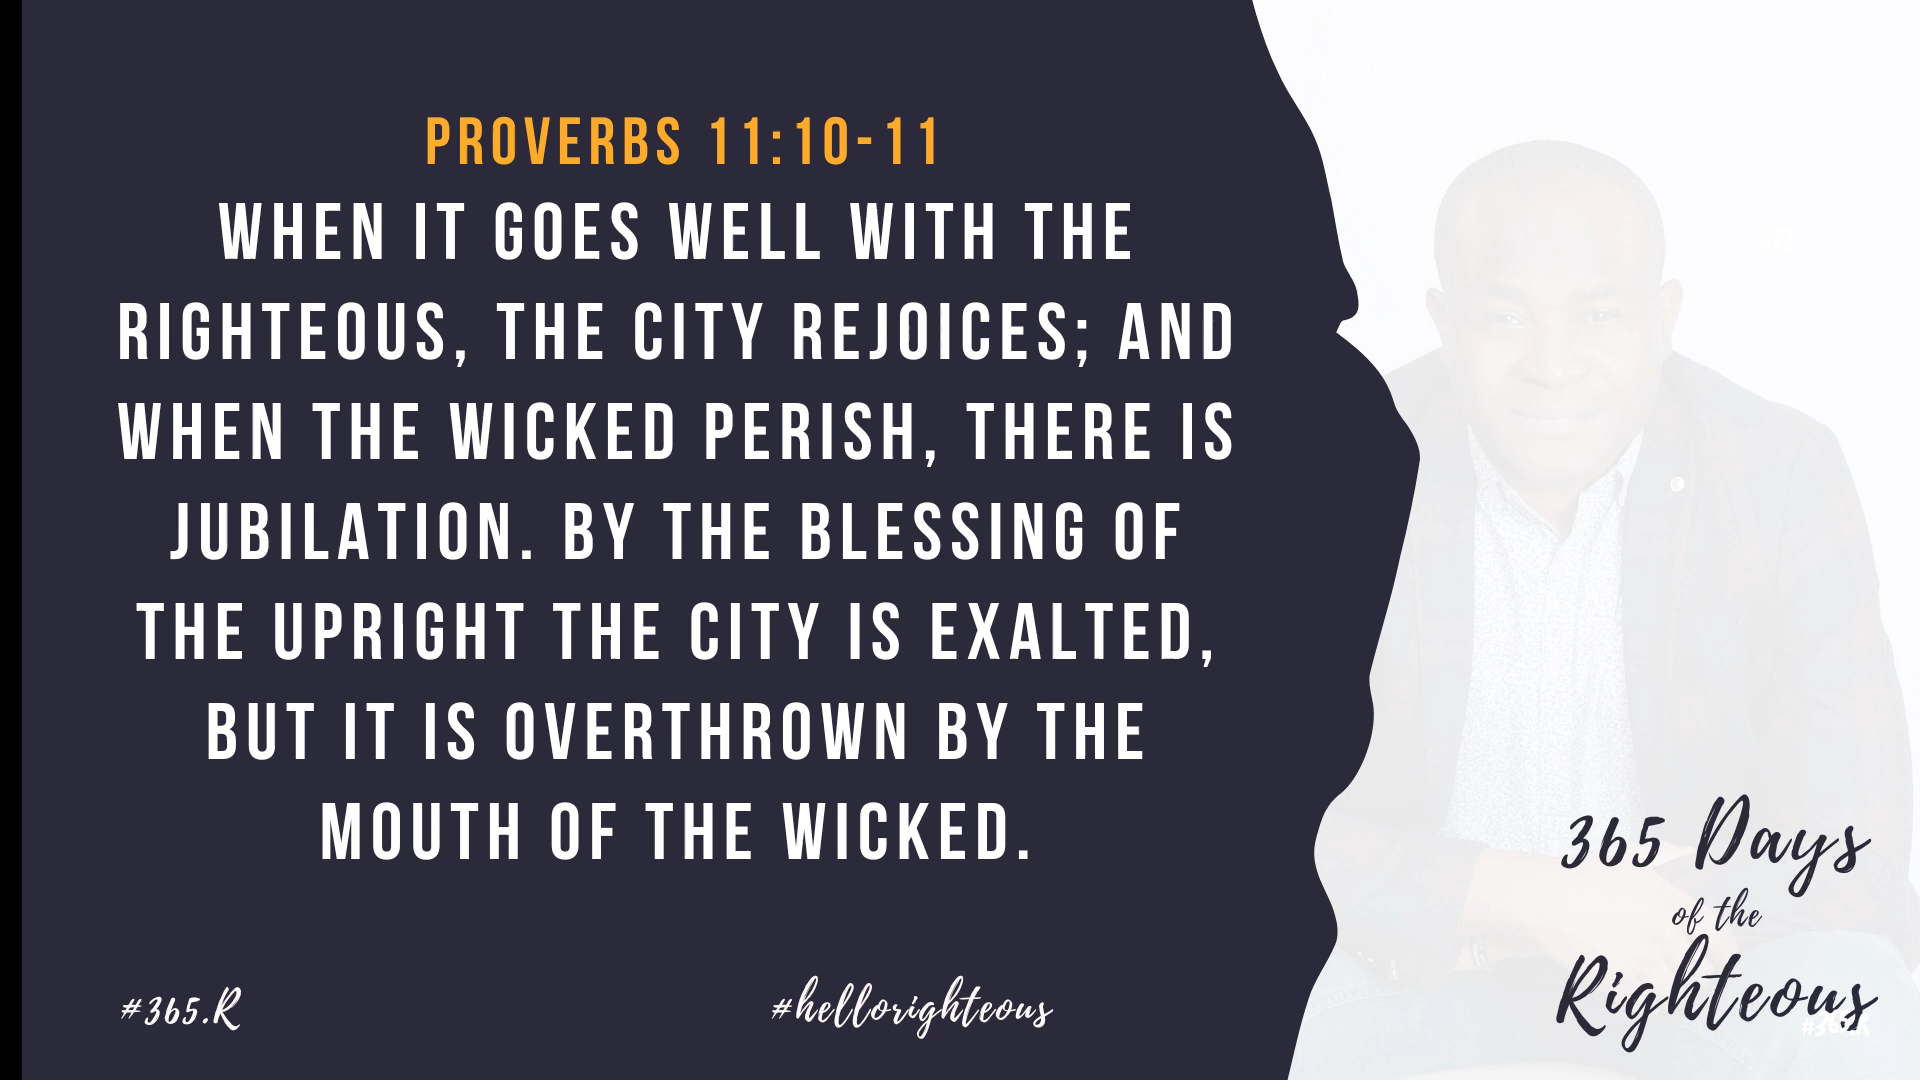 PROVERBS 11:10-11
WHEN IT GOES WELL WITH THE
RIGHTEOUS, THE CITY REJOICES; AND
WHEN THE WICKED PERISH, THERE IS
JUBILATION. BY THE BLESSING OF
THE UPRIGHT THE CITY IS EXALTED,
BUT IT IS OVERTHROWN BY THE
MOUTH OF THE WICKED.
#365.R
#hellorighteous
365 Days
of the
Righteous
#365.R